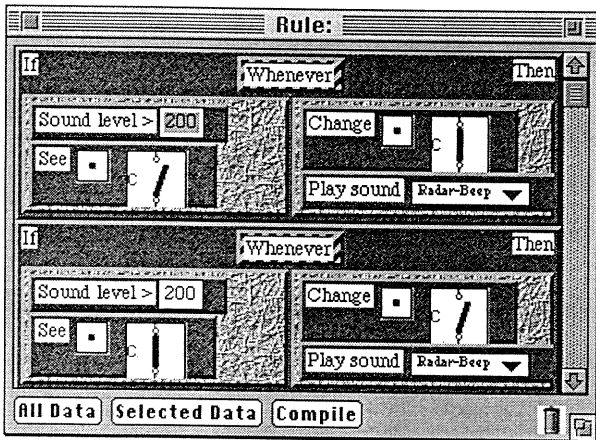 Rule:
If Whenever Then
Sound level > 200 Change
See C C
Play sound Radar-Beep
If Whenever Then
Sound level > 200 Change
See C C
Play sound Radar-Beep
All Data Selected Data Compile